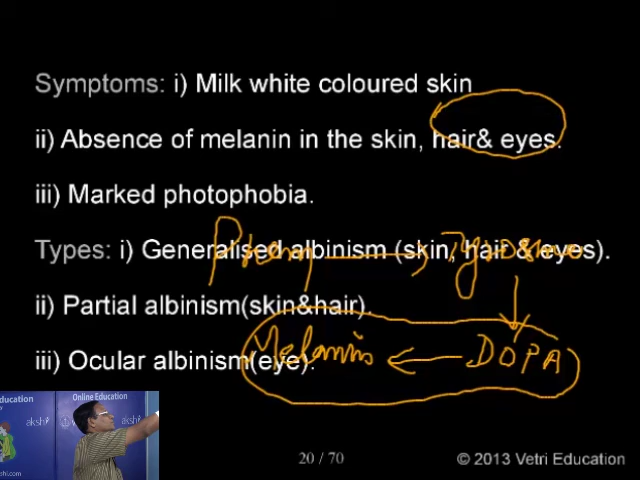 Symptoms: i) Milk white coloured skin
ii) Absence of melanin in the skin, hair& eyes.
iii) Marked photophobia.
Types: i) Generalised albinism (skin, hair & eyes).
ii) Partial albinism(skin&hair).
iii) Ocular albinism(eye).
Melanin DOPA
ducation Online Education
akshi
20 / 70
© 2013 Vetri Education